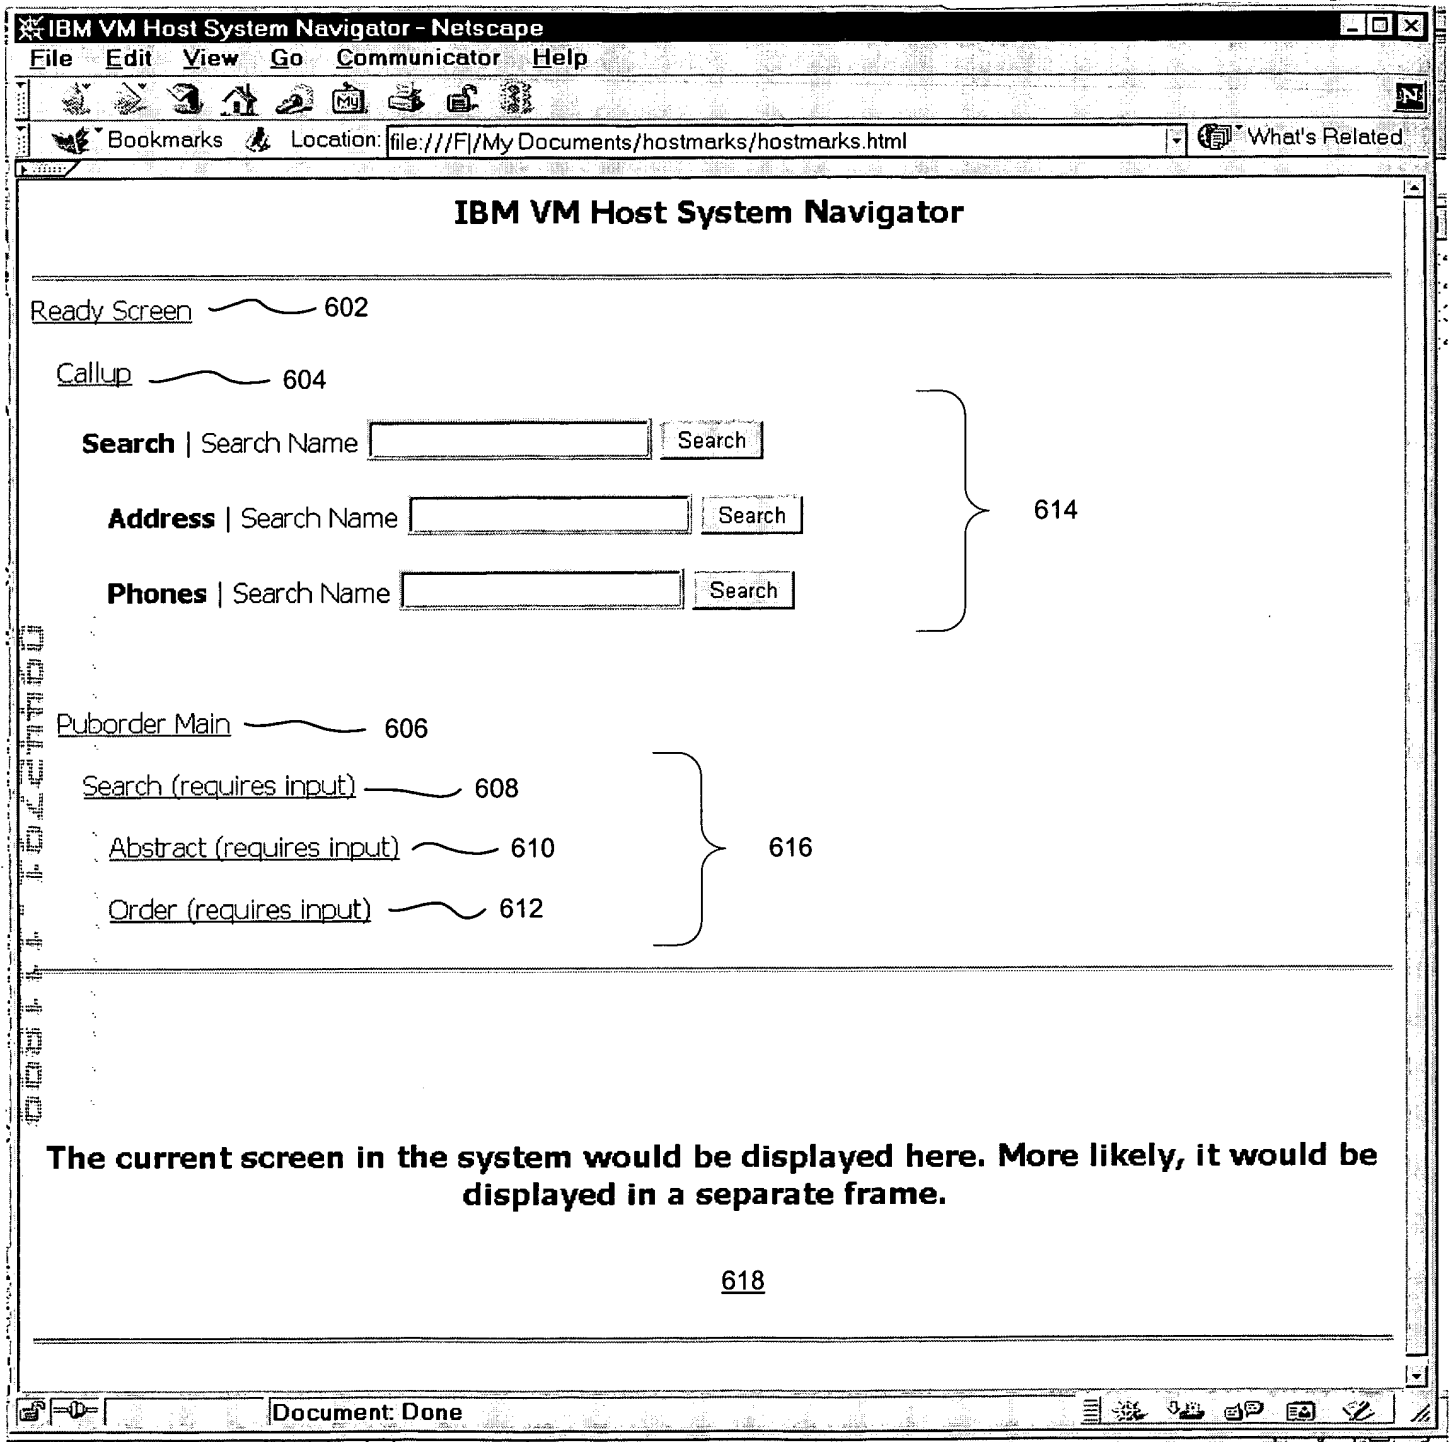 IBM VM Host System Navigator - Netscape
File Edit View Go Communicator Help
My N
Bookmarks Location: file:///F|/My Documents/hostmarks/hostmarks.html What's Related
IBM VM Host System Navigator
Ready Screen 602
Callup 604
Search | Search Name Search
Address | Search Name Search
614
Phones | Search Name Search
Puborder Main 606
Search (requires input) 608
Abstract (requires input) 610
616
Order (requires input) 612
The current screen in the system would be displayed here. More likely, it would be
displayed in a separate frame.
618
Document: Done